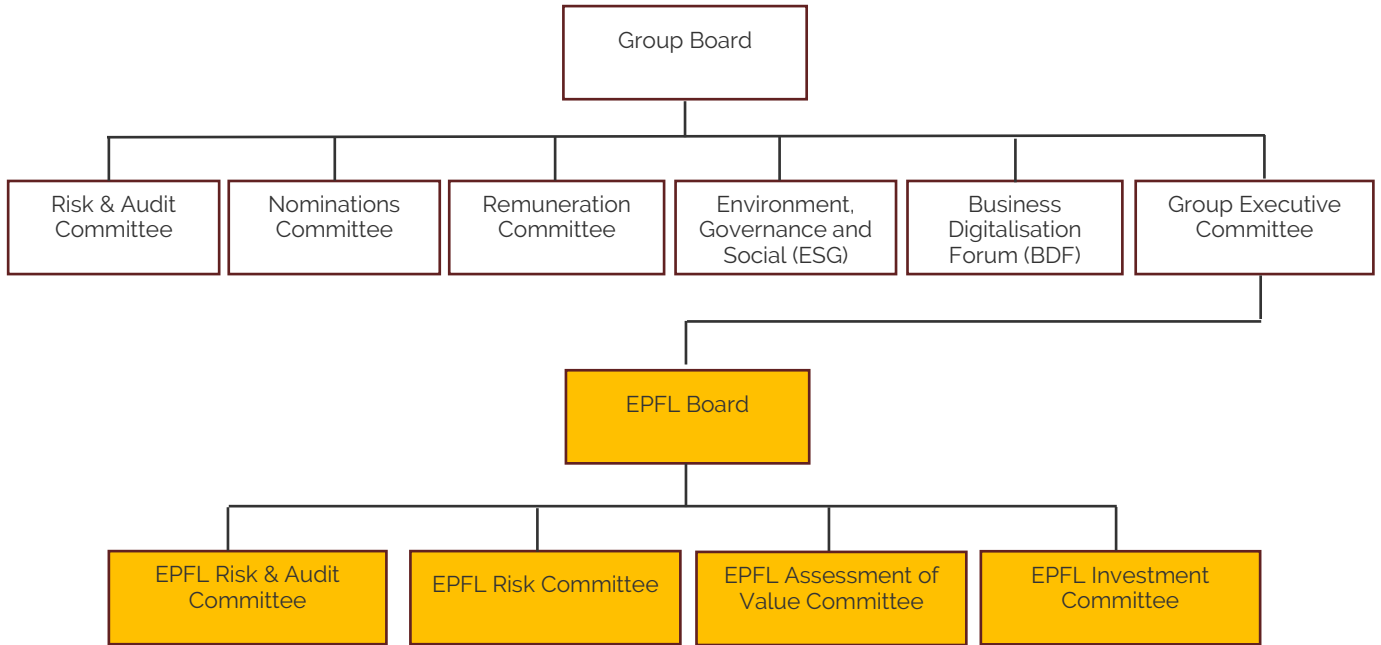 Group Board
Risk & Audit
Committee
Nominations
Committee
Remuneration
Committee
Environment,
Governance and
Social (ESG)
Business
Digitalisation
Forum (BDF)
Group Executive
Committee
EPFL Board
EPFL Risk & Audit
Committee
EPFL Risk Committee
EPFL Assessment of
Value Committee
EPFL Investment
Committee